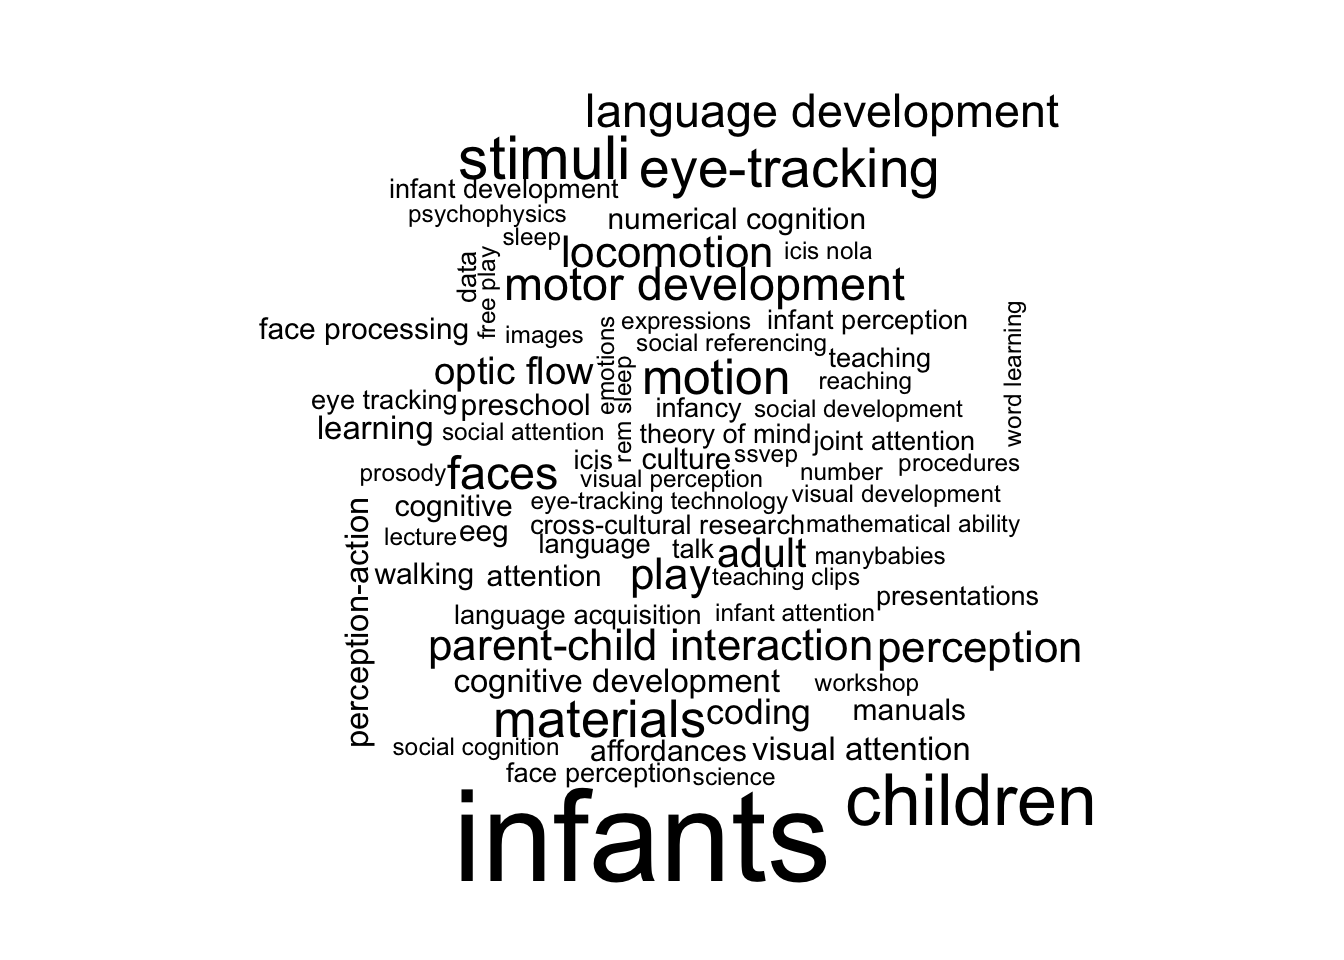 language development
stimuli eye-tracking
infant development
psychophysics numerical cognition
sleep locomotion icis nola
data free play motor development
face processing images expressions infant perception
emotions social referencing teaching
word learning
optic flow rem sleep motion reaching
eye tracking preschool infancy social development
learning social attention theory of mind joint attention
prosody faces icis culture ssvep number procedures
visual perception
cognitive eye-tracking technology visual development
perception-action
lecture eeg cross-cultural research mathematical ability
language talk adult manybabies
walking attention play teaching clips
presentations
language acquisition infant attention
parent-child interaction perception
cognitive development workshop
materials coding manuals
social cognition affordances visual attention
face perception science
infants children